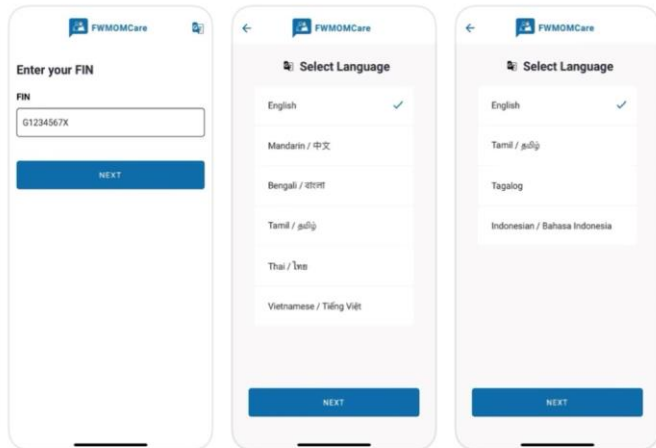 FWMOMCare
Enter your FIN
FIN
G1234567X
NEXT
FWMOMCare
Select Language
English
Mandarin / 中文
Bengali / বাংলা
Tamil / தமிழ்
Thai / ไทย
Vietnamese / Tiếng Việt
NEXT
FWMOMCare
Select Language
English
Tamil / தமிழ்
Tagalog
Indonesian / Bahasa Indonesia
NEXT